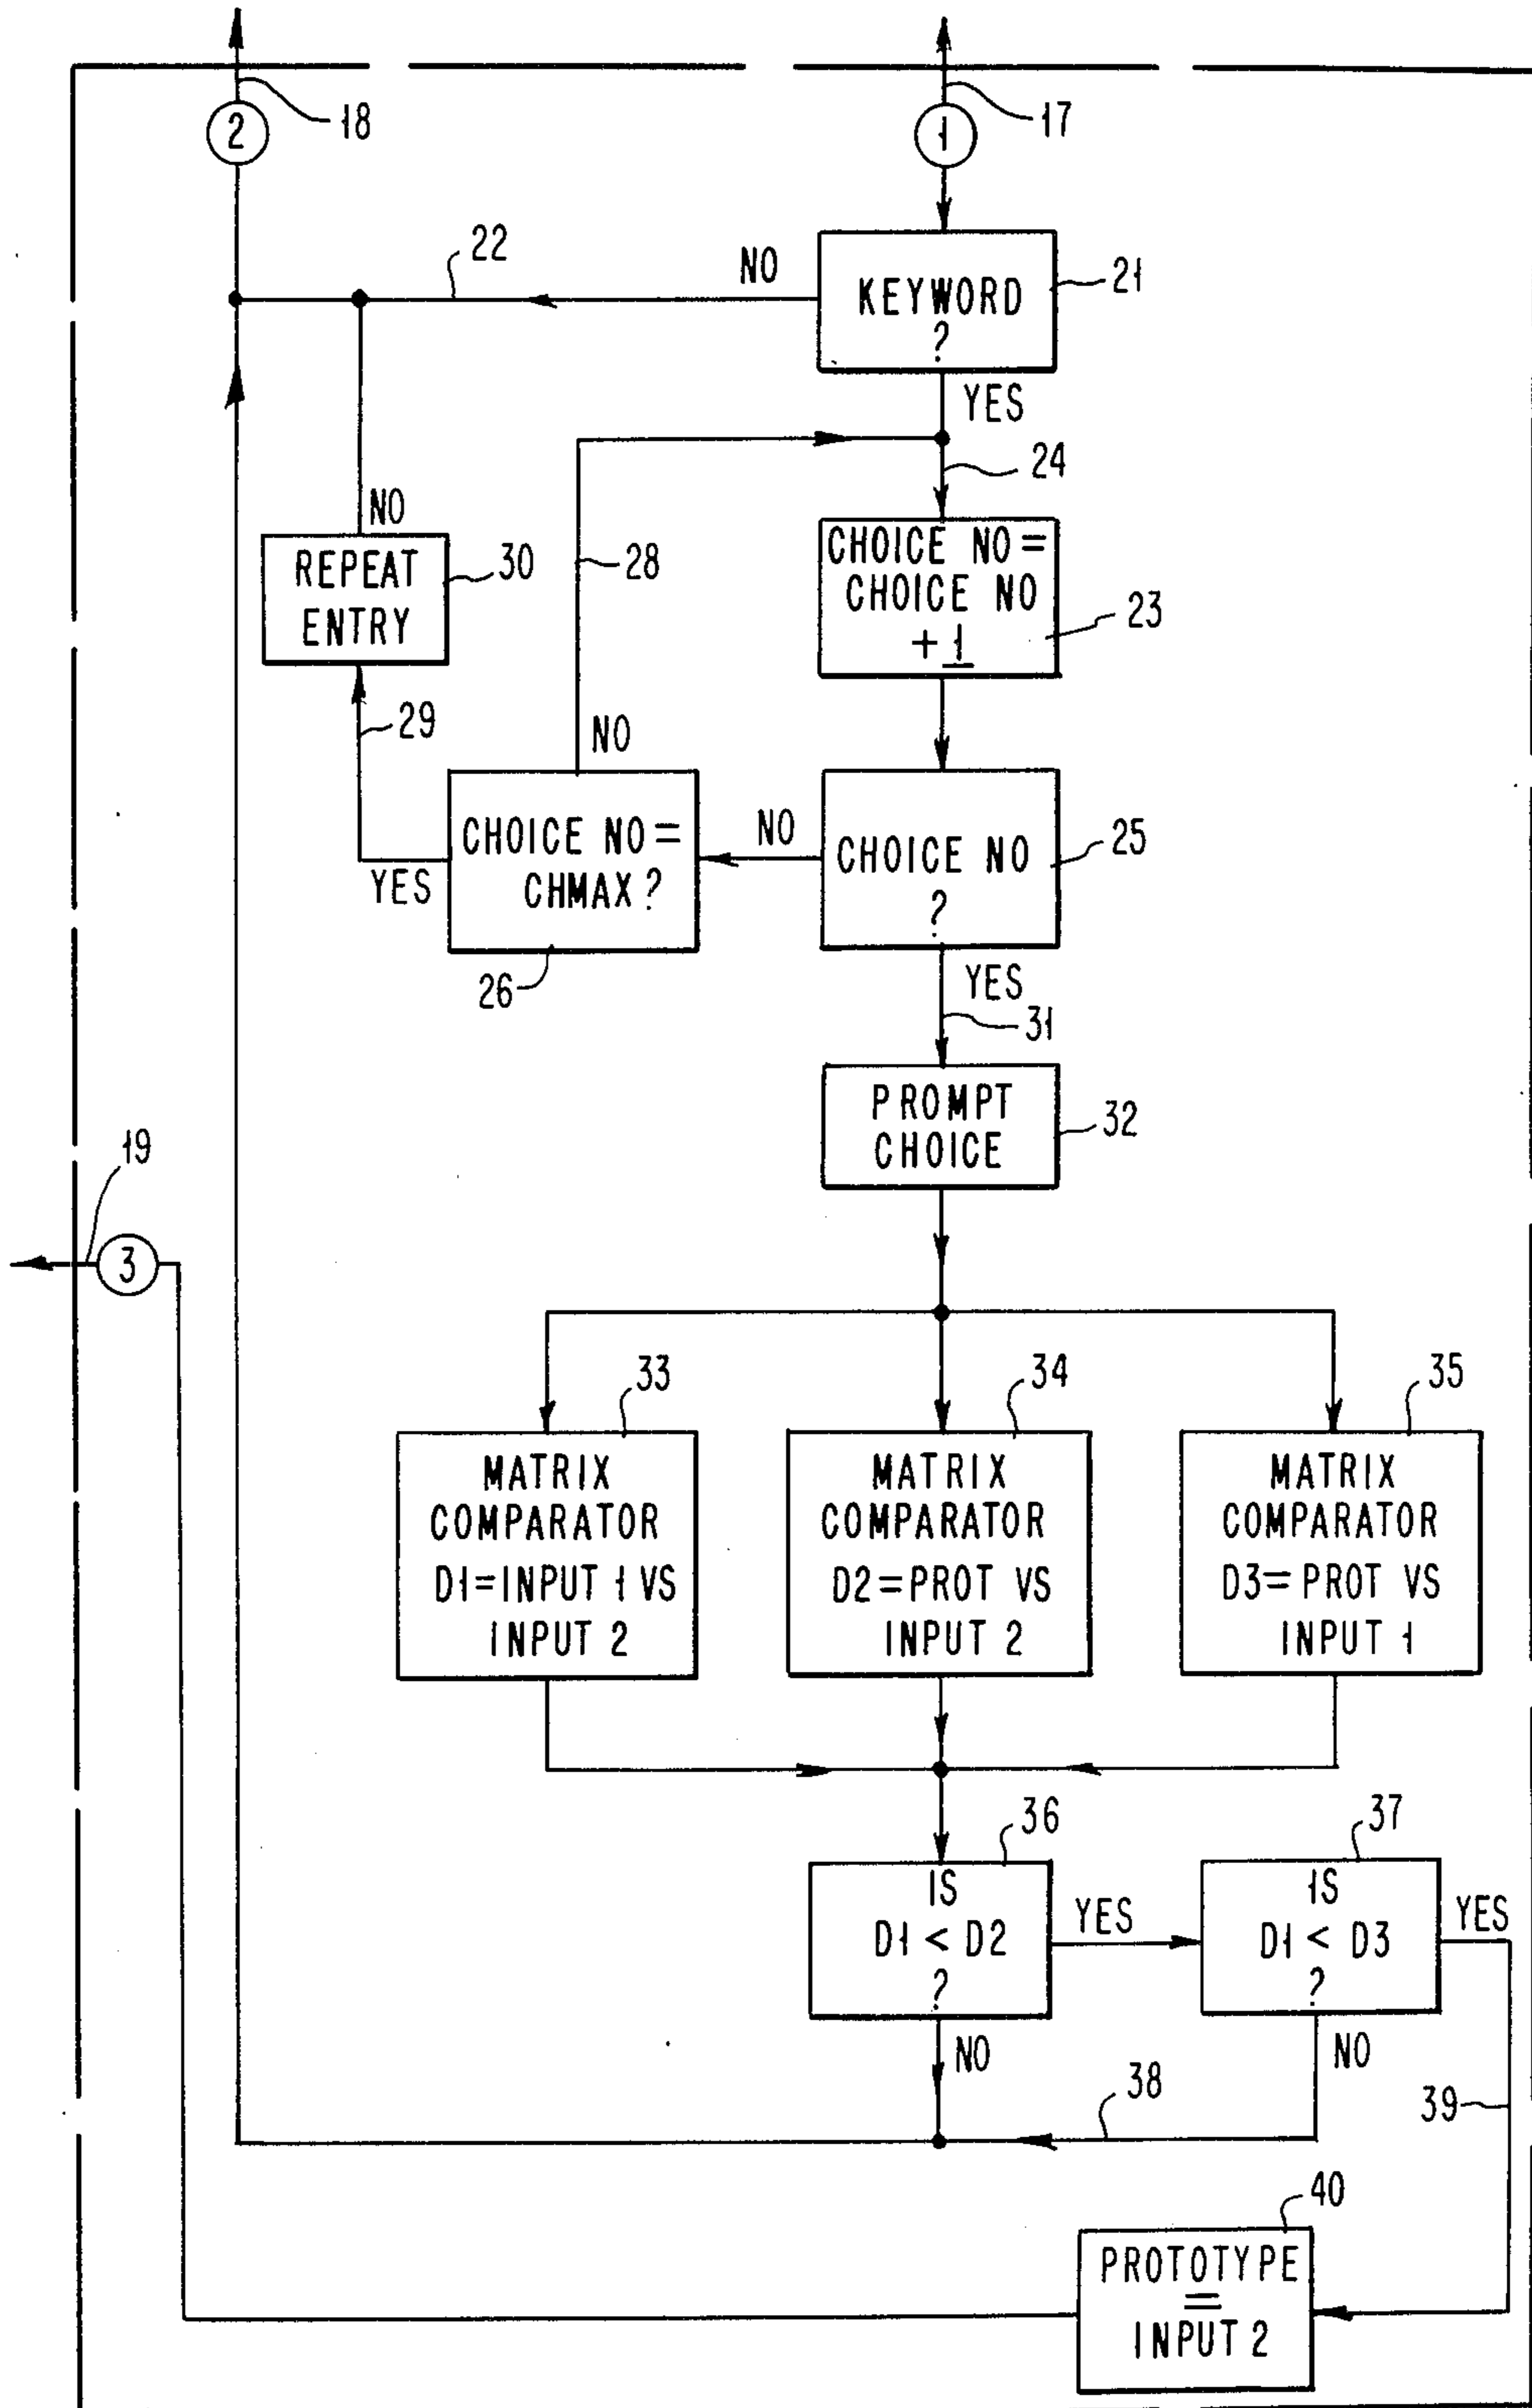 18
17
2
1
22
NO
21
KEYWORD
?
YES
24
NO
28
CHOICE NO =
CHOICE NO
+ 1
23
REPEAT
ENTRY
30
29
NO
CHOICE NO =
CHMAX ?
YES
26
NO
CHOICE NO
?
25
YES
31
PROMPT
CHOICE
32
19
3
33
34
35
MATRIX
COMPARATOR
D1=INPUT 1 VS
INPUT 2
MATRIX
COMPARATOR
D2=PROT VS
INPUT 2
MATRIX
COMPARATOR
D3=PROT VS
INPUT 1
36
37
IS
D1 < D2
?
YES
IS
D1 < D3
?
YES
NO
NO
38
39
40
PROTOTYPE
=
INPUT 2